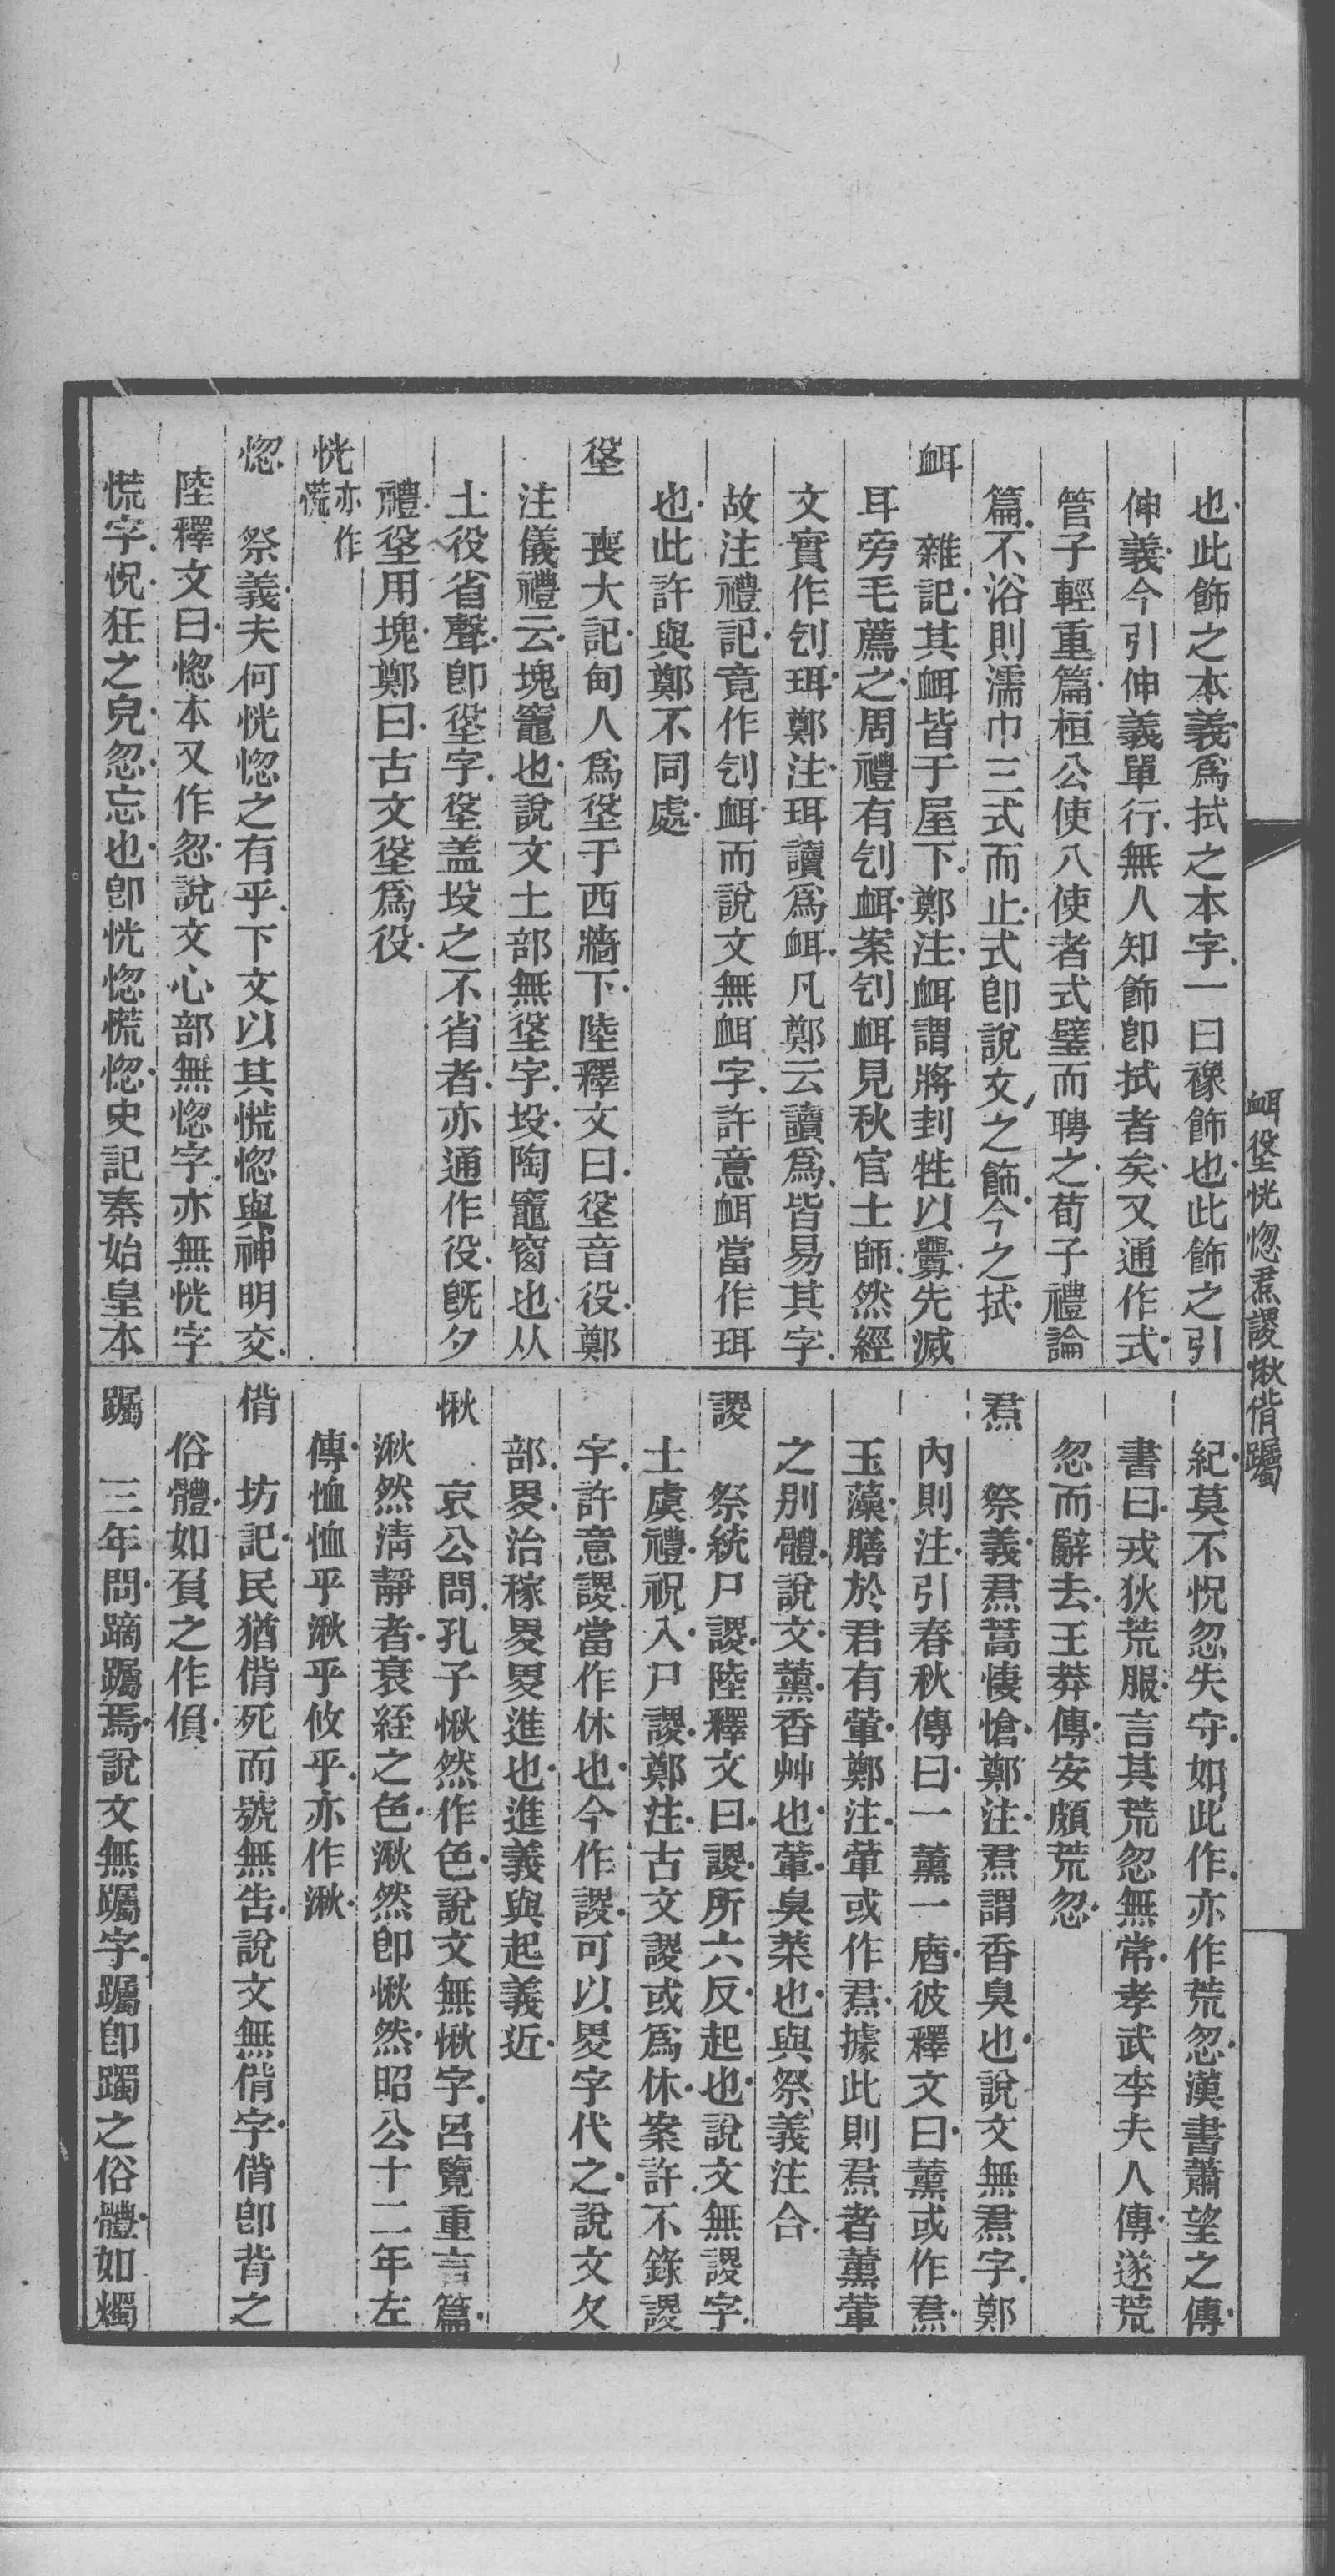 衈垼恍惚焄謖愀偝躅
也此飾之本義爲拭之本字一曰襐飾也此飾之引
伸義今引伸義單行無人知飾卽拭者矣又通作式
管子輕重篇桓公使八使者式璧而聘之荀子禮論
篇不浴則濡巾三式而止式卽說文之飾今之拭
衈
雜記其衈皆于屋下鄭注衈謂將刲牲以釁先滅
耳旁毛薦之周禮有刉衈案刉衈見秋官士師然經
文實作刉珥鄭注珥讀爲衈凡鄭云讀爲皆易其字
故注禮記竟作刉衈而說文無衈字許意衈當作珥
也此許與鄭不同處
垼
喪大記甸人爲垼于西牆下陸釋文曰垼音役鄭
注儀禮云塊竈也說文土部無垼字坄陶竈窗也从
土役省聲卽垼字垼盖坄之不省者亦通作役旣夕
禮垼用塊鄭曰古文垼爲役
恍亦作慌
惚
祭義夫何恍惚之有乎下文以其慌惚與神明交
陸釋文曰惚本又作忽說文心部無惚字亦無恍字
慌字怳狂之皃忽忘也卽恍惚慌惚史記秦始皇本
紀莫不怳忽失守如此作亦作荒忽漢書蕭望之傳
書曰戎狄荒服言其荒忽無常孝武李夫人傳遂荒
忽而辭去王莽傳安頗荒忽
焄
祭義焄蒿悽愴鄭注焄謂香臭也說文無焄字鄭
內則注引春秋傳曰一薰一䓯彼釋文曰薰或作焄
玉藻膳於君有葷鄭注葷或作焄據此則焄者薰葷
之別體說文薰香艸也葷臭菜也與祭義注合
謖
祭統尸謖陸釋文曰謖所六反起也說文無謖字
士虞禮祝入尸謖鄭注古文謖或爲休案許不錄謖
字許意謖當作休也今作謖可以畟字代之說文夂
部畟治稼畟畟進也進義與起義近
愀
哀公問孔子愀然作色說文無愀字呂覽重言篇
湫然淸靜者衰絰之色湫然卽愀然昭公十二年左
傳恤恤乎湫乎攸乎亦作湫
偝
坊記民猶偝死而號無告說文無偝字偝卽背之
俗體如負之作偩
躅
三年問蹢躅焉說文無躅字躅卽躅之俗體如燭